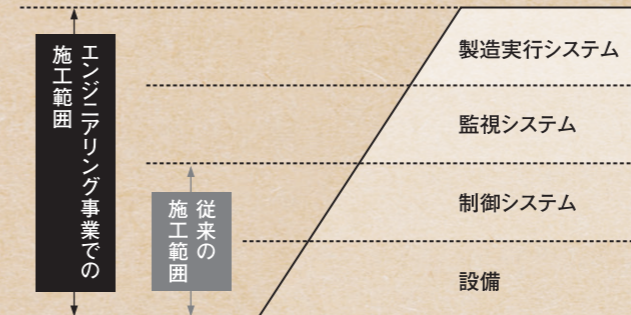 エンジニアリング事業での
施工範囲
従来の
施工範囲
製造実行システム
監視システム
制御システム
設備